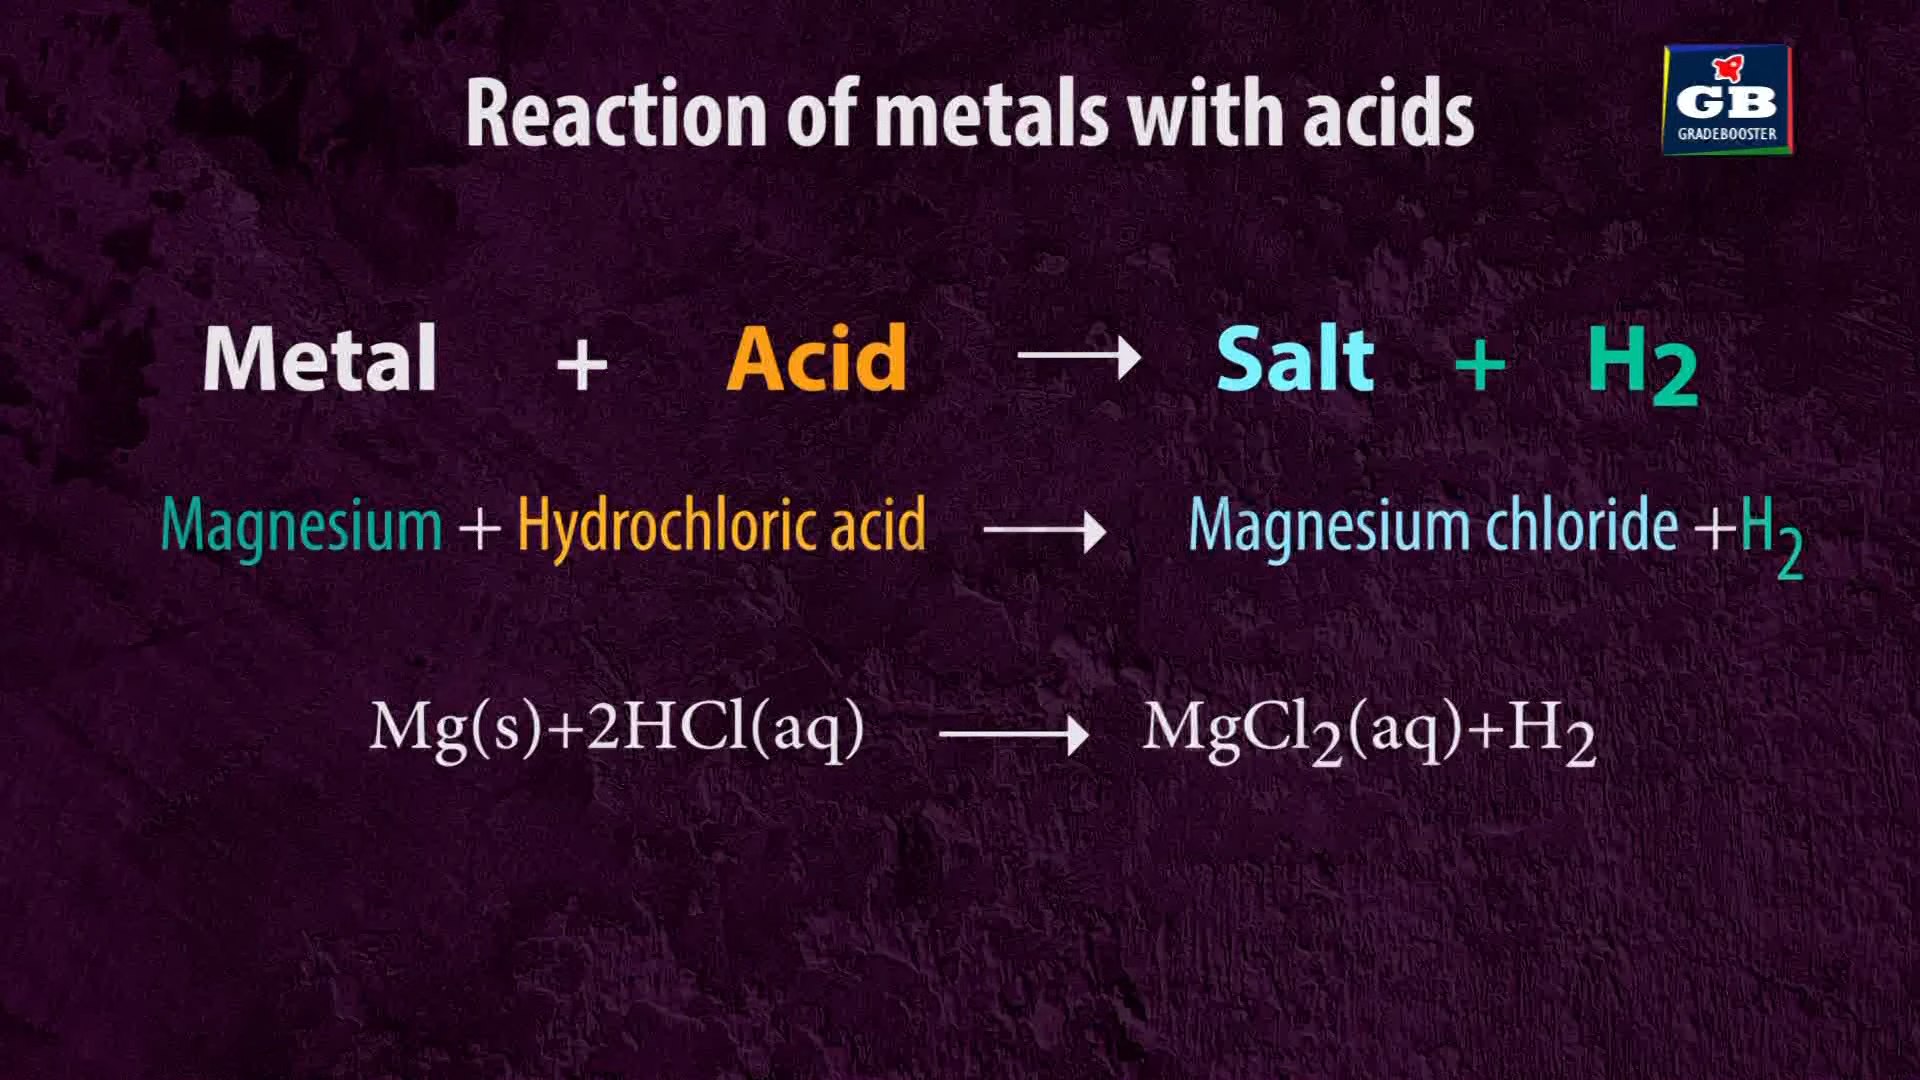 Reaction of metals with acids
GB
GRADEBOOSTER
Metal + Acid → Salt + H2
Magnesium + Hydrochloric acid → Magnesium chloride +H₂
Mg(s)+2HCl(aq) → MgCl₂(aq)+H₂